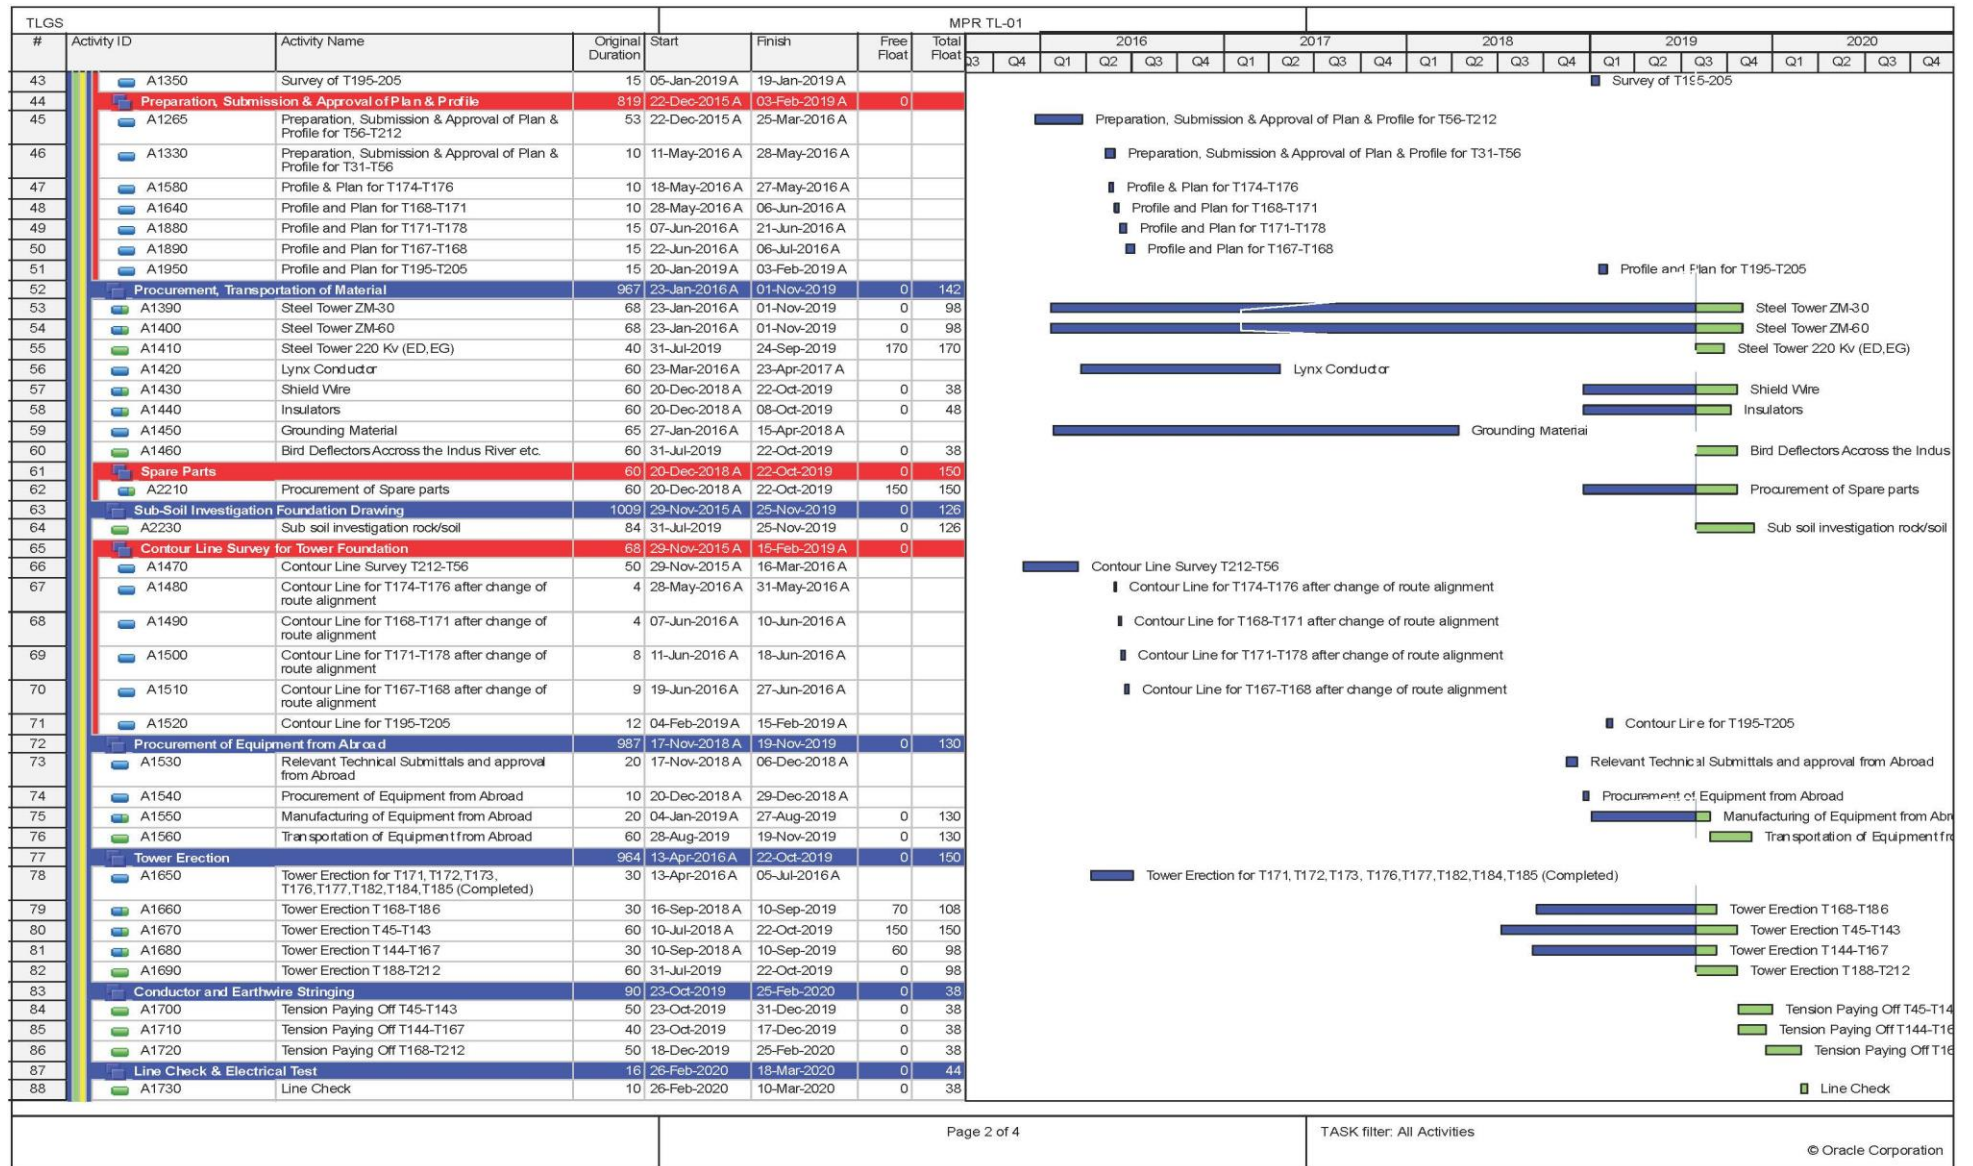 TLGS MPR TL-01
# Activity ID Activity Name Original Duration Start Finish Free Float Total Float 2016 2017 2018 2019 2020
Q3 Q4 Q1 Q2 Q3 Q4 Q1 Q2 Q3 Q4 Q1 Q2 Q3 Q4 Q1 Q2 Q3 Q4 Q1 Q2 Q3 Q4
43 A1350 Survey of T195-205 15 05-Jan-2019 A 19-Jan-2019 A Survey of T195-205
44 Preparation, Submission & Approval of Plan & Profile 819 22-Dec-2015 A 03-Feb-2019 A 0
45 A1265 Preparation, Submission & Approval of Plan & 53 22-Dec-2015 A 25-Mar-2016 A Preparation, Submission & Approval of Plan & Profile for T56-T212
Profile for T56-T212
46 A1330 Preparation, Submission & Approval of Plan & 10 11-May-2016 A 28-May-2016 A Preparation, Submission & Approval of Plan & Profile for T31-T56
Profile for T31-T56
47 A1580 Profile & Plan for T174-T176 10 18-May-2016 A 27-May-2016 A Profile & Plan for T174-T176
48 A1640 Profile and Plan for T168-T171 10 28-May-2016 A 06-Jun-2016 A Profile and Plan for T168-T171
49 A1880 Profile and Plan for T171-T178 15 07-Jun-2016 A 21-Jun-2016 A Profile and Plan for T171-T178
50 A1890 Profile and Plan for T167-T168 15 22-Jun-2016 A 06-Jul-2016 A Profile and Plan for T167-T168
51 A1950 Profile and Plan for T195-T205 15 20-Jan-2019 A 03-Feb-2019 A Profile and Plan for T195-T205
52 Procurement, Transportation of Material 967 23-Jan-2016 A 01-Nov-2019 0 142
53 A1390 Steel Tower ZM-30 68 23-Jan-2016 A 01-Nov-2019 0 98 Steel Tower ZM-30
54 A1400 Steel Tower ZM-60 68 23-Jan-2016 A 01-Nov-2019 0 98 Steel Tower ZM-60
55 A1410 Steel Tower 220 Kv (ED,EG) 40 31-Jul-2019 24-Sep-2019 170 170 Steel Tower 220 Kv (ED,EG)
56 A1420 Lynx Conductor 60 23-Mar-2016 A 23-Apr-2017 A Lynx Conductor
57 A1430 Shield Wire 60 20-Dec-2018 A 22-Oct-2019 0 38 Shield Wire
58 A1440 Insulators 60 20-Dec-2018 A 08-Oct-2019 0 48 Insulators
59 A1450 Grounding Material 65 27-Jan-2016 A 15-Apr-2018 A Grounding Material
60 A1460 Bird Deflectors Accross the Indus River etc. 60 31-Jul-2019 22-Oct-2019 0 38 Bird Deflectors Accross the Indus
61 Spare Parts 60 20-Dec-2018 A 22-Oct-2019 0 150
62 A2210 Procurement of Spare parts 60 20-Dec-2018 A 22-Oct-2019 150 150 Procurement of Spare parts
63 Sub-Soil Investigation Foundation Drawing 1009 29-Nov-2015 A 25-Nov-2019 0 126
64 A2230 Sub soil investigation rock/soil 84 31-Jul-2019 25-Nov-2019 0 126 Sub soil investigation rock/soil
65 Contour Line Survey for Tower Foundation 68 29-Nov-2015 A 15-Feb-2019 A 0
66 A1470 Contour Line Survey T212-T56 50 29-Nov-2015 A 16-Mar-2016 A Contour Line Survey T212-T56
67 A1480 Contour Line for T174-T176 after change of 4 28-May-2016 A 31-May-2016 A Contour Line for T174-T176 after change of route alignment
route alignment
68 A1490 Contour Line for T168-T171 after change of 4 07-Jun-2016 A 10-Jun-2016 A Contour Line for T168-T171 after change of route alignment
route alignment
69 A1500 Contour Line for T171-T178 after change of 8 11-Jun-2016 A 18-Jun-2016 A Contour Line for T171-T178 after change of route alignment
route alignment
70 A1510 Contour Line for T167-T168 after change of 9 19-Jun-2016 A 27-Jun-2016 A Contour Line for T167-T168 after change of route alignment
route alignment
71 A1520 Contour Line for T195-T205 12 04-Feb-2019 A 15-Feb-2019 A Contour Line for T195-T205
72 Procurement of Equipment from Abroad 987 17-Nov-2018 A 19-Nov-2019 0 130
73 A1530 Relevant Technical Submittals and approval 20 17-Nov-2018 A 06-Dec-2018 A Relevant Technical Submittals and approval from Abroad
from Abroad
74 A1540 Procurement of Equipment from Abroad 10 20-Dec-2018 A 29-Dec-2018 A Procurement of Equipment from Abroad
75 A1550 Manufacturing of Equipment from Abroad 20 04-Jan-2019 A 27-Aug-2019 0 130 Manufacturing of Equipment from Abr
76 A1560 Transportation of Equipment from Abroad 60 28-Aug-2019 19-Nov-2019 0 130 Transportation of Equipment fr
77 Tower Erection 964 13-Apr-2016 A 22-Oct-2019 0 150
78 A1650 Tower Erection for T171, T172,T173, 30 13-Apr-2016 A 05-Jul-2016 A Tower Erection for T171, T172,T173, T176,T177,T182,T184,T185 (Completed)
T176,T177,T182,T184,T185 (Completed)
79 A1660 Tower Erection T168-T186 30 16-Sep-2018 A 10-Sep-2019 70 108 Tower Erection T168-T186
80 A1670 Tower Erection T45-T143 60 10-Jul-2018 A 22-Oct-2019 150 150 Tower Erection T45-T143
81 A1680 Tower Erection T144-T167 30 10-Sep-2018 A 10-Sep-2019 60 98 Tower Erection T144-T167
82 A1690 Tower Erection T188-T212 60 31-Jul-2019 22-Oct-2019 0 98 Tower Erection T188-T212
83 Conductor and Earthwire Stringing 90 23-Oct-2019 25-Feb-2020 0 38
84 A1700 Tension Paying Off T45-T143 50 23-Oct-2019 31-Dec-2019 0 38 Tension Paying Off T45-T14
85 A1710 Tension Paying Off T144-T167 40 23-Oct-2019 17-Dec-2019 0 38 Tension Paying Off T144-T16
86 A1720 Tension Paying Off T168-T212 50 18-Dec-2019 25-Feb-2020 0 38 Tension Paying Off T16
87 Line Check & Electrical Test 16 26-Feb-2020 18-Mar-2020 0 44
88 A1730 Line Check 10 26-Feb-2020 10-Mar-2020 0 38 Line Check
Page 2 of 4 TASK filter: All Activities
© Oracle Corporation